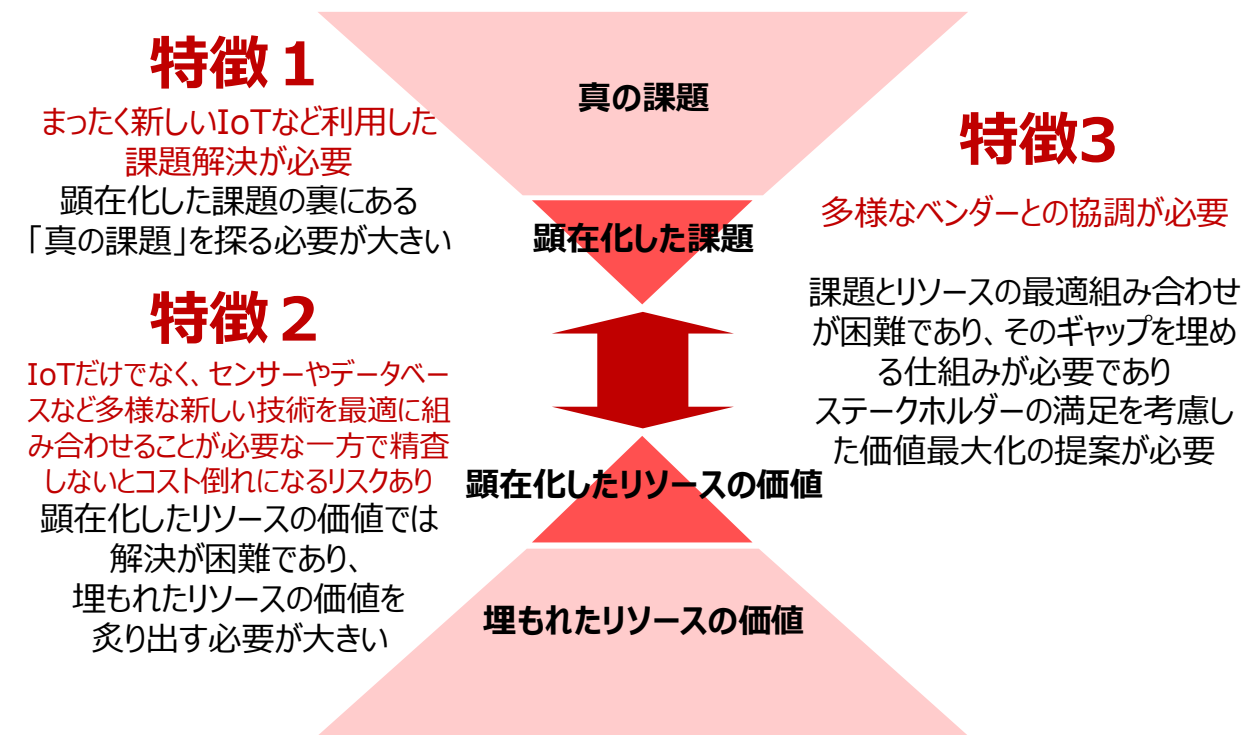 特徴１
まったく新しいIoTなど利用した
課題解決が必要
顕在化した課題の裏にある
「真の課題」を探る必要が大きい
特徴２
IoTだけでなく、センサーやデータベー
スなど多様な新しい技術を最適に組
み合わせることが必要な一方で精査
しないとコスト倒れになるリスクあり
顕在化したリソースの価値では
解決が困難であり、
埋もれたリソースの価値を
炙り出す必要が大きい
真の課題
顕在化した課題
顕在化したリソースの価値
埋もれたリソースの価値
特徴3
多様なベンダーとの協調が必要
課題とリソースの最適組み合わせ
が困難であり、そのギャップを埋め
る仕組みが必要であり
ステークホルダーの満足を考慮し
た価値最大化の提案が必要